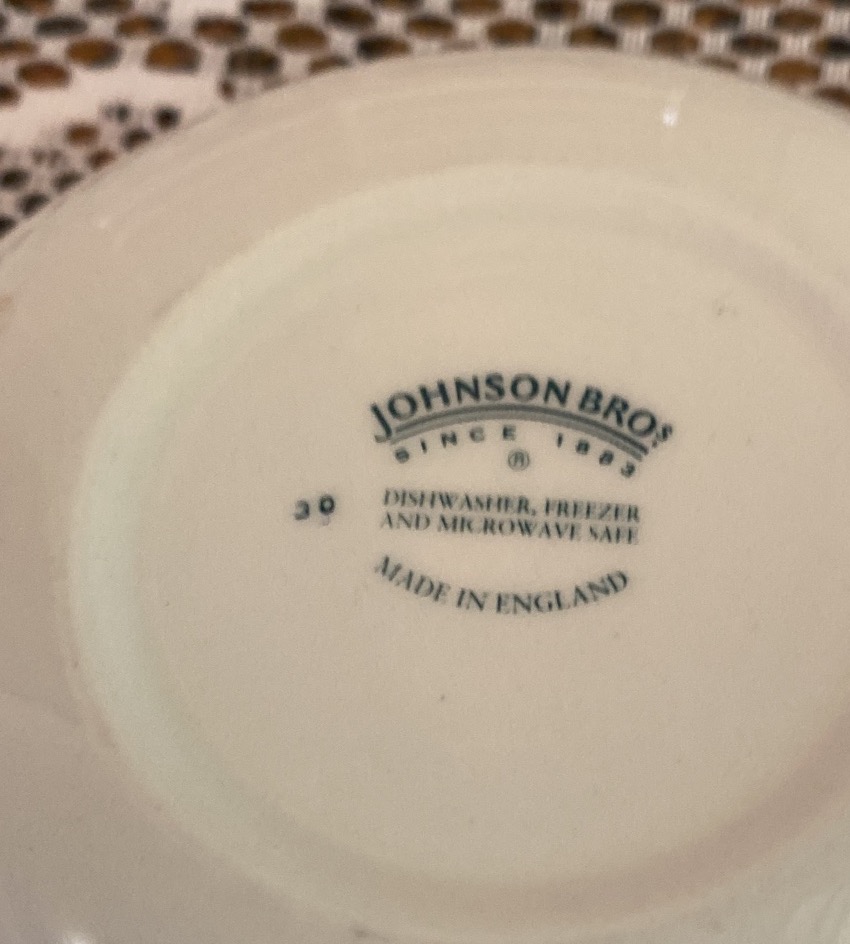 JOHNSON BROS
SINCE 1883
®
30
DISHWASHER, FREEZER
AND MICROWAVE SAFE
MADE IN ENGLAND